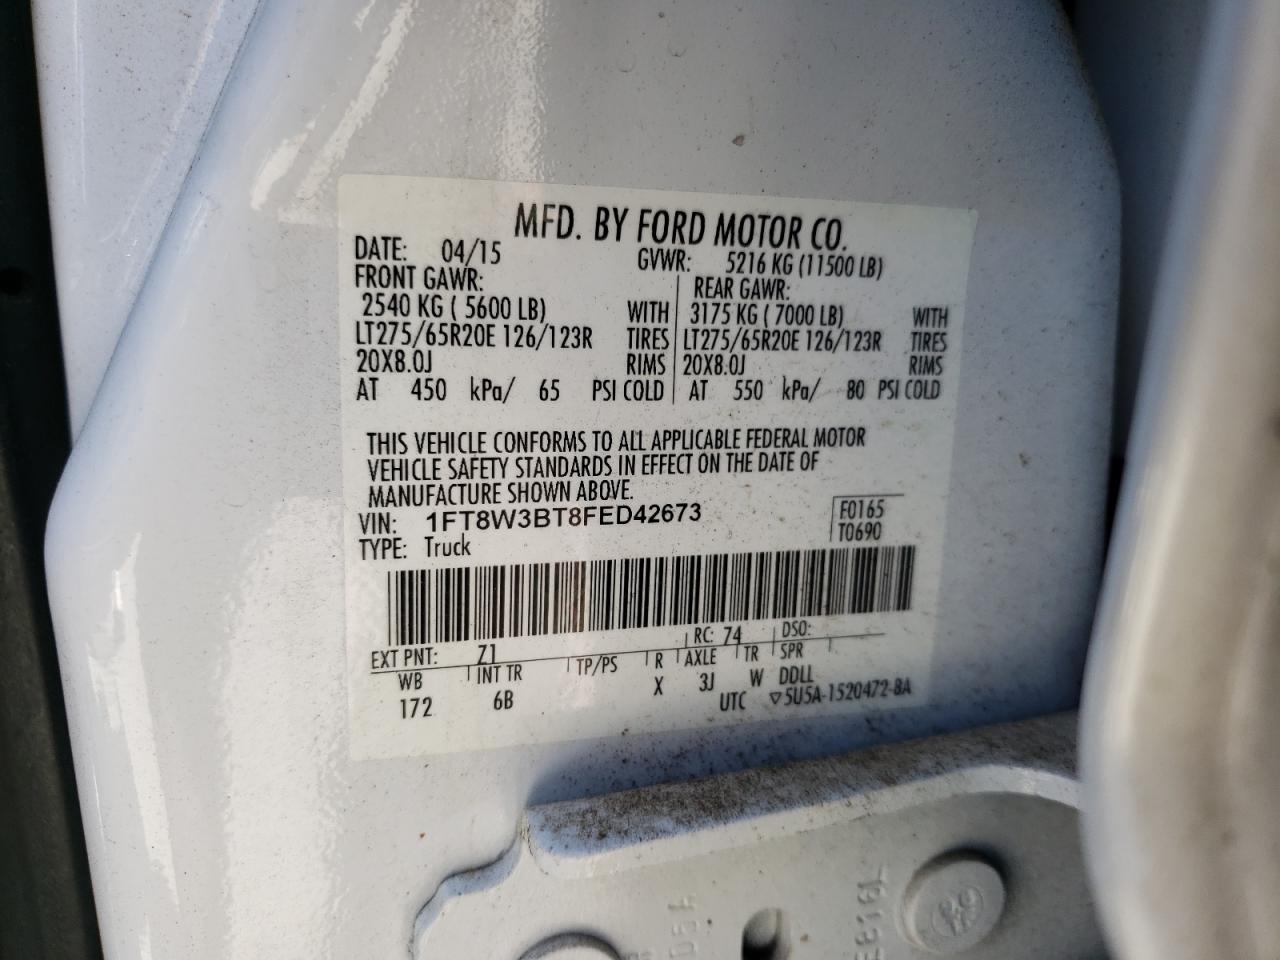 MFD. BY FORD MOTOR CO.
DATE: 04/15 GVWR: 5216 KG (11500 LB)
FRONT GAWR: REAR GAWR:
2540 KG ( 5600 LB) WITH 3175 KG ( 7000 LB) WITH
LT275/65R20E 126/123R TIRES LT275/65R20E 126/123R TIRES
20X8.0J RIMS 20X8.0J RIMS
AT 450 kPa/ 65 PSI COLD AT 550 kPa/ 80 PSI COLD
THIS VEHICLE CONFORMS TO ALL APPLICABLE FEDERAL MOTOR
VEHICLE SAFETY STANDARDS IN EFFECT ON THE DATE OF
MANUFACTURE SHOWN ABOVE.
VIN: 1FT8W3BT8FED42673 F0165
TYPE: Truck T0690
EXT PNT: Z1 RC: 74 DSO:
WB INT TR TP/PS R AXLE TR SPR
172 6B X 3J W DDLL
UTC ▽5U5A-1520472-BA